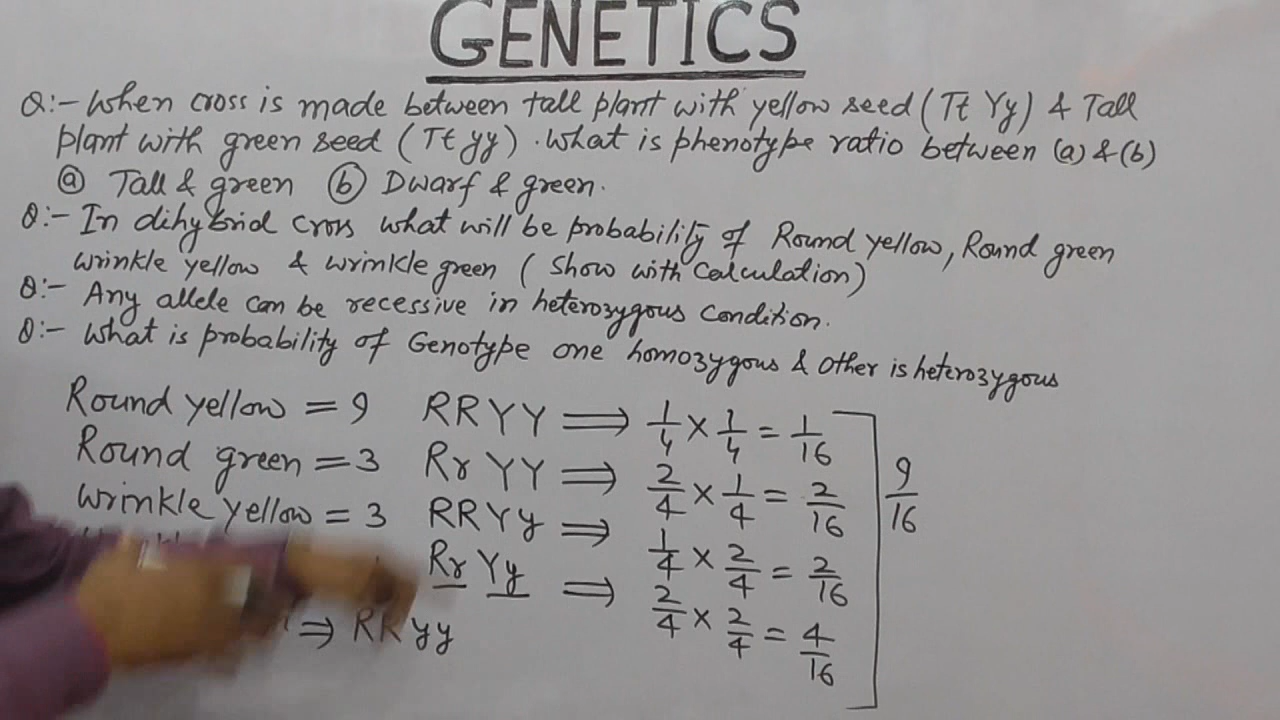 GENETICS
Q:- When cross is made between tall plant with yellow seed (Tt Yy) & Tall
plant with green seed (Tt yy). What is phenotype ratio between (a) & (b)
ⓐ Tall & green ⓑ Dwarf & green.
Q:- In dihybrid cross what will be probability of Round yellow, Round green
wrinkle yellow & wrinkle green (Show with Calculation)
Q:- Any allele can be recessive in heterozygous condition.
Q:- What is probability of Genotype one homozygous & other is heterozygous
Round yellow = 9 RRYY ⟹ 1/4 × 1/4 = 1/16
Round green = 3 RrYY ⟹ 2/4 × 1/4 = 2/16 9/16
Wrinkle yellow = 3 RRYy ⟹ 1/4 × 2/4 = 2/16
Rr Yy ⟹ 2/4 × 2/4 = 4/16
⇒ RRyy